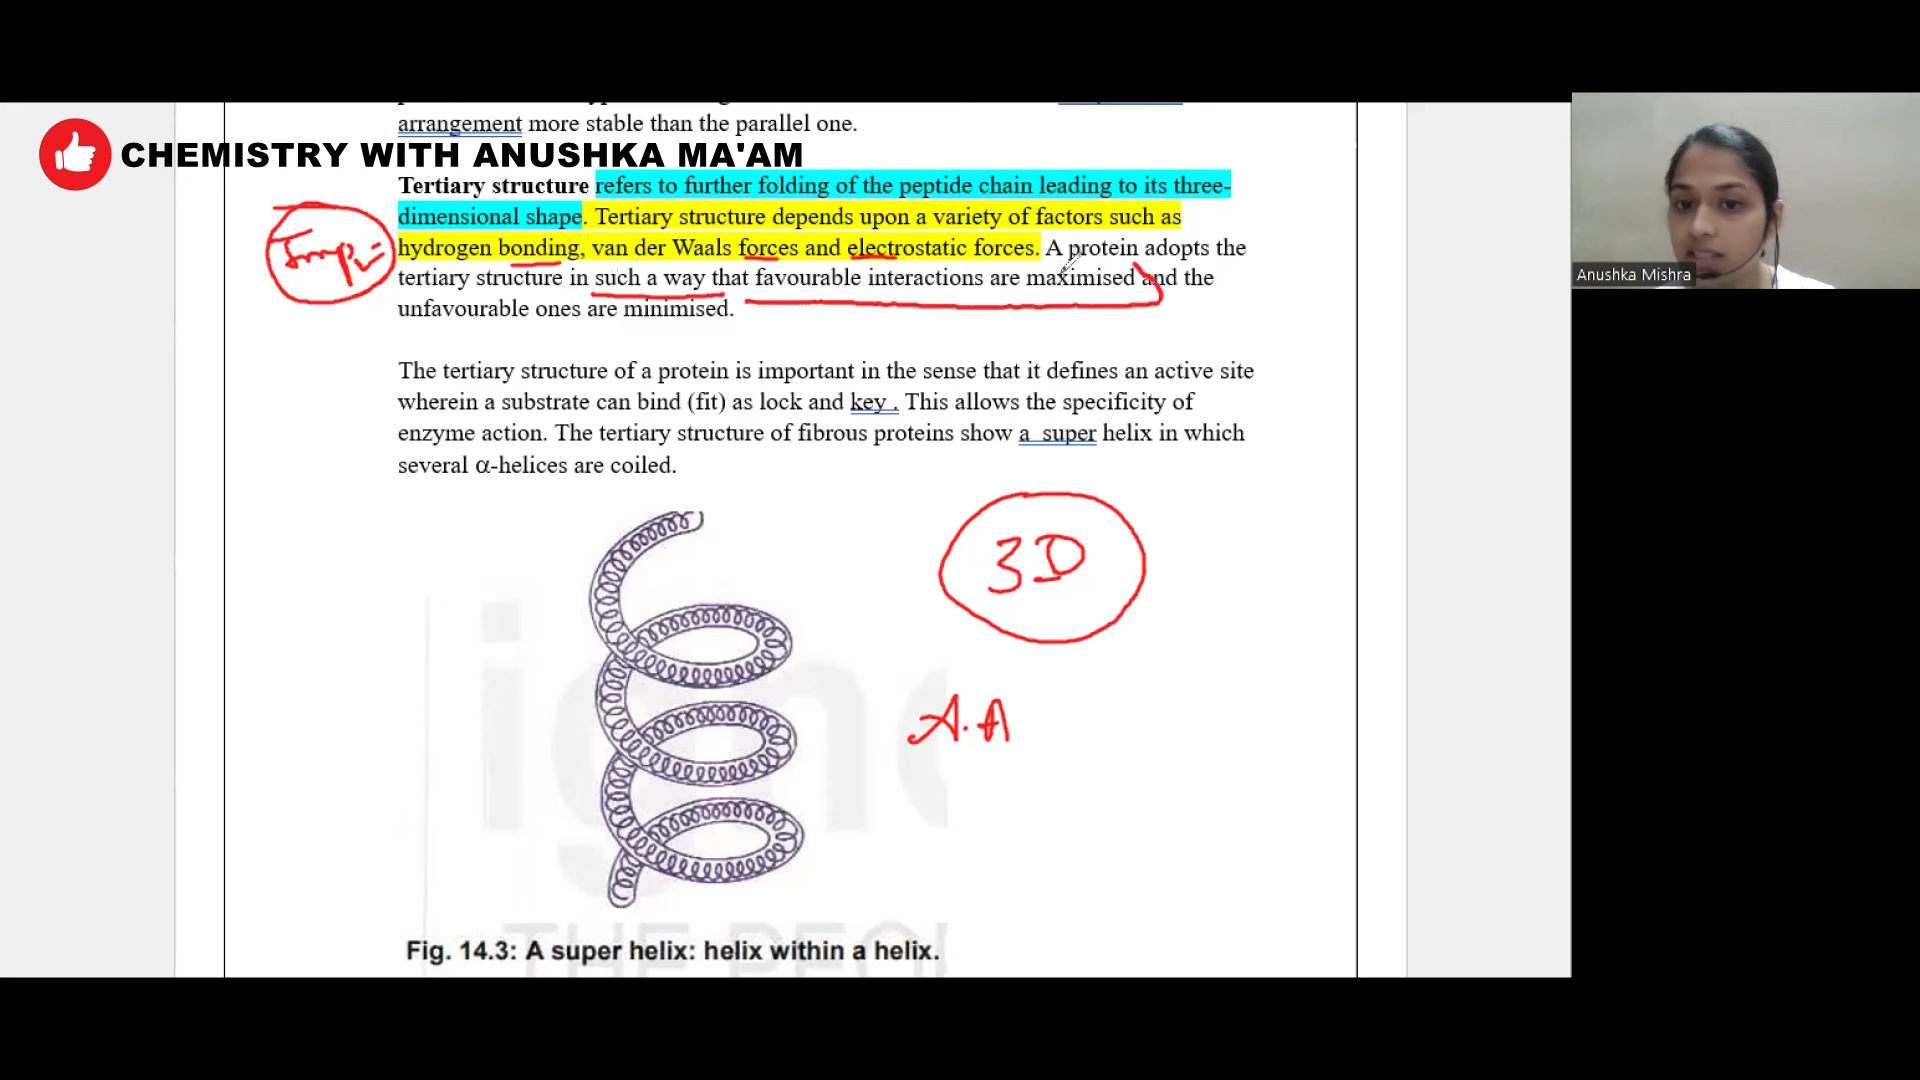 arrangement more stable than the parallel one.
CHEMISTRY WITH ANUSHKA MA'AM
Tertiary structure refers to further folding of the peptide chain leading to its three-
dimensional shape. Tertiary structure depends upon a variety of factors such as
hydrogen bonding, van der Waals forces and electrostatic forces. A protein adopts the
tertiary structure in such a way that favourable interactions are maximised and the
unfavourable ones are minimised.
Imp
Anushka Mishra
The tertiary structure of a protein is important in the sense that it defines an active site
wherein a substrate can bind (fit) as lock and key . This allows the specificity of
enzyme action. The tertiary structure of fibrous proteins show a super helix in which
several α-helices are coiled.
3D
A.A
ign
THE PEO
Fig. 14.3: A super helix: helix within a helix.